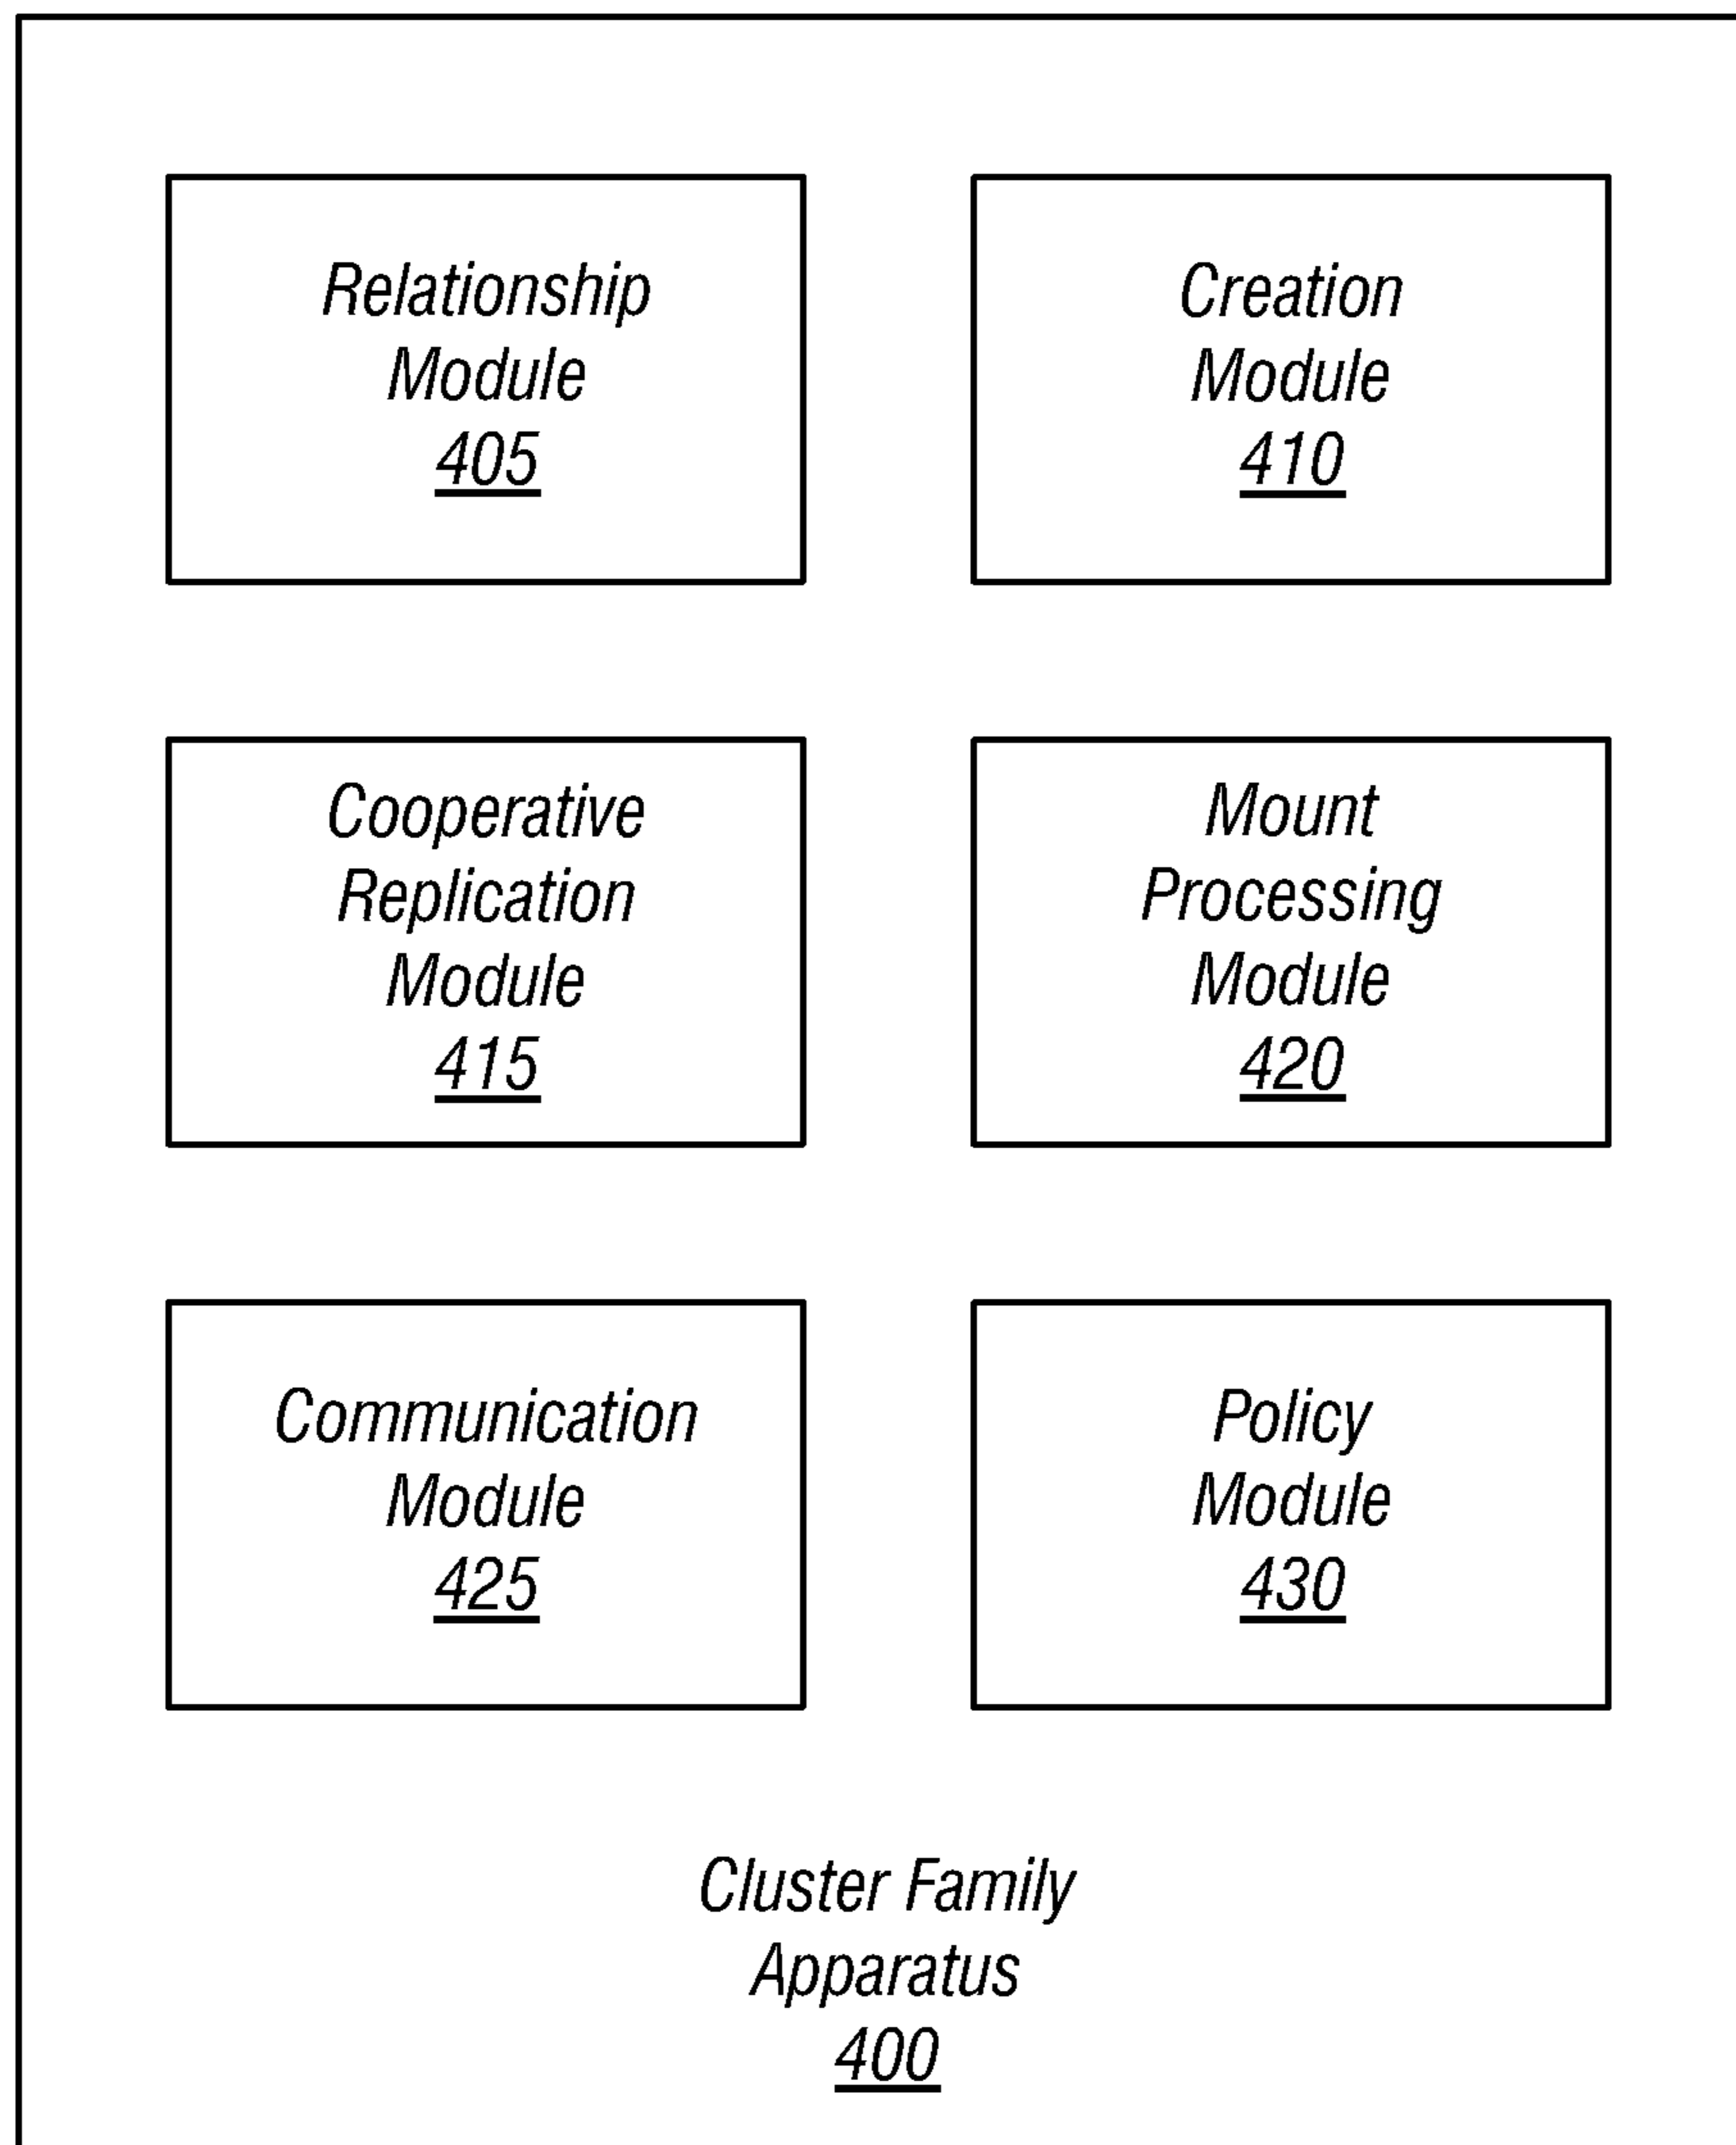 Relationship
Module
405
Creation
Module
410
Cooperative
Replication
Module
415
Mount
Processing
Module
420
Communication
Module
425
Policy
Module
430
Cluster Family
Apparatus
400